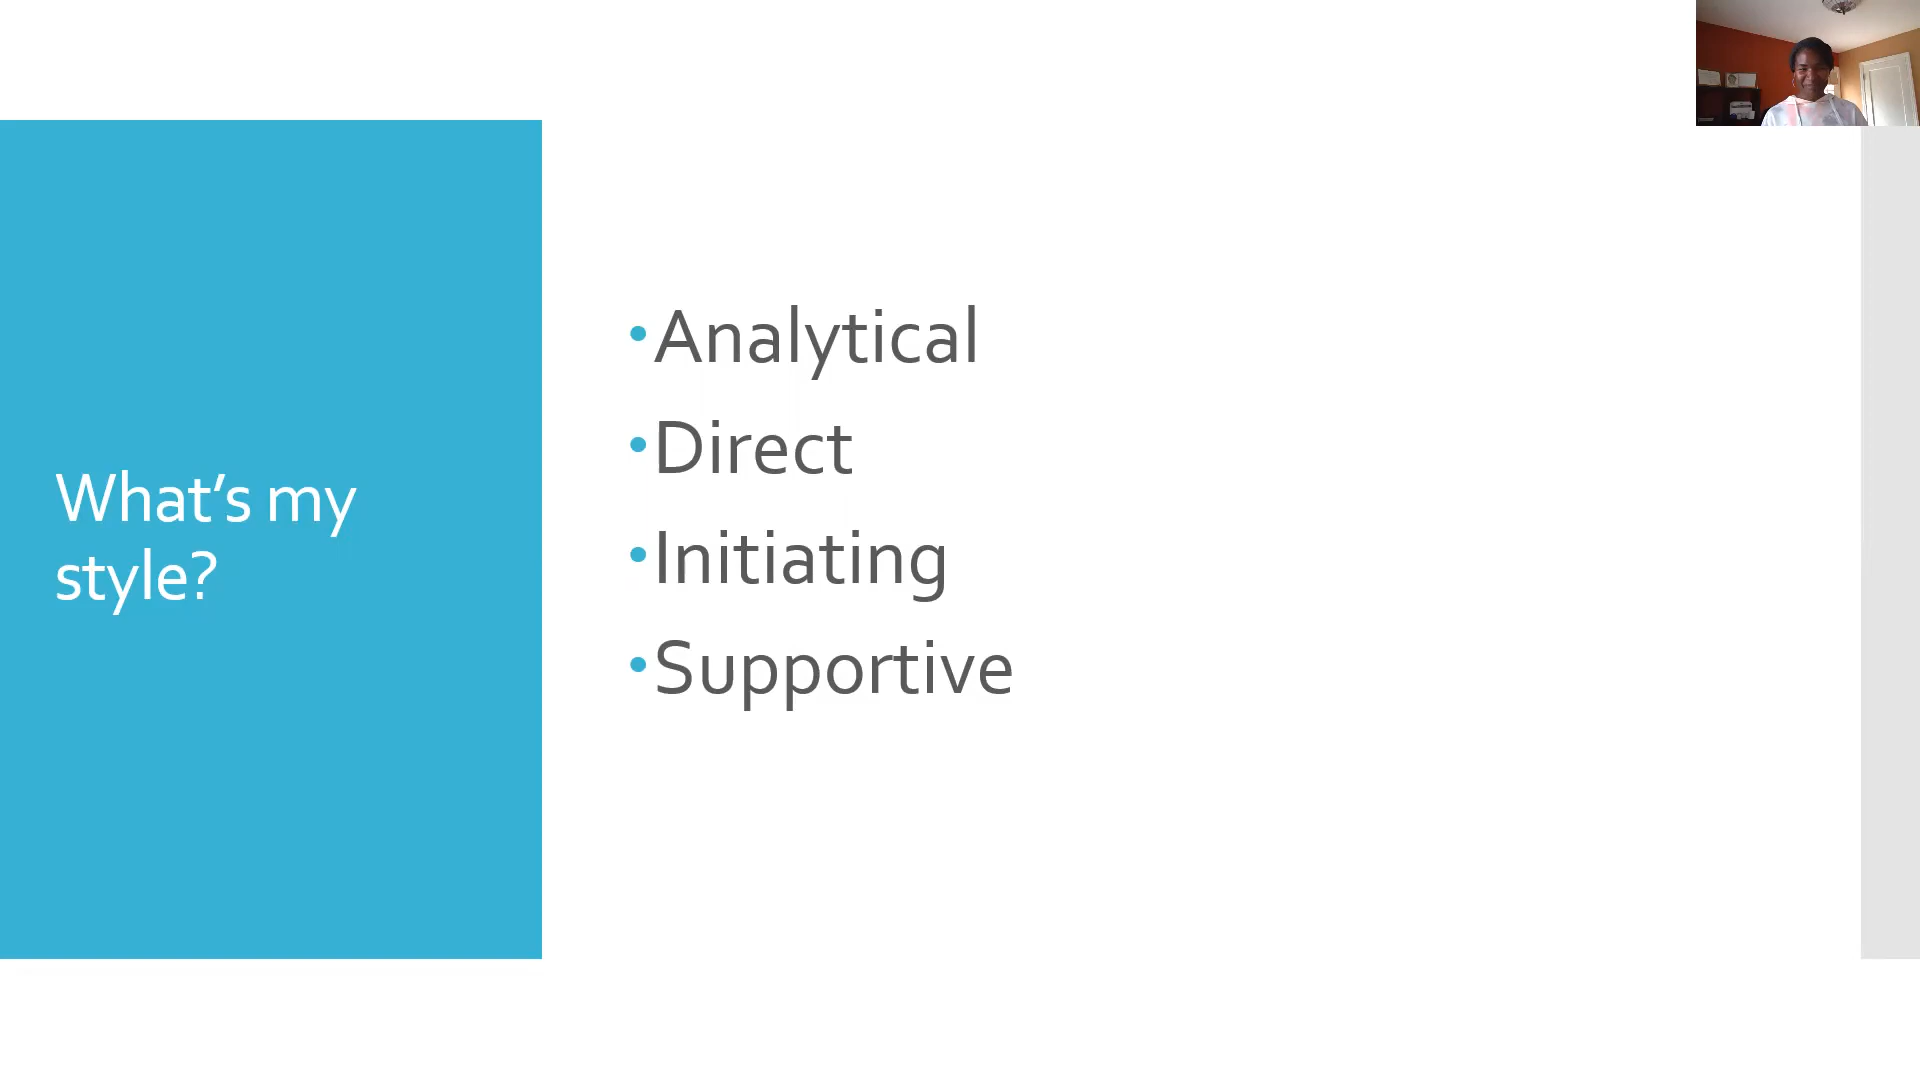 What’s my
style?
•Analytical
•Direct
•Initiating
•Supportive